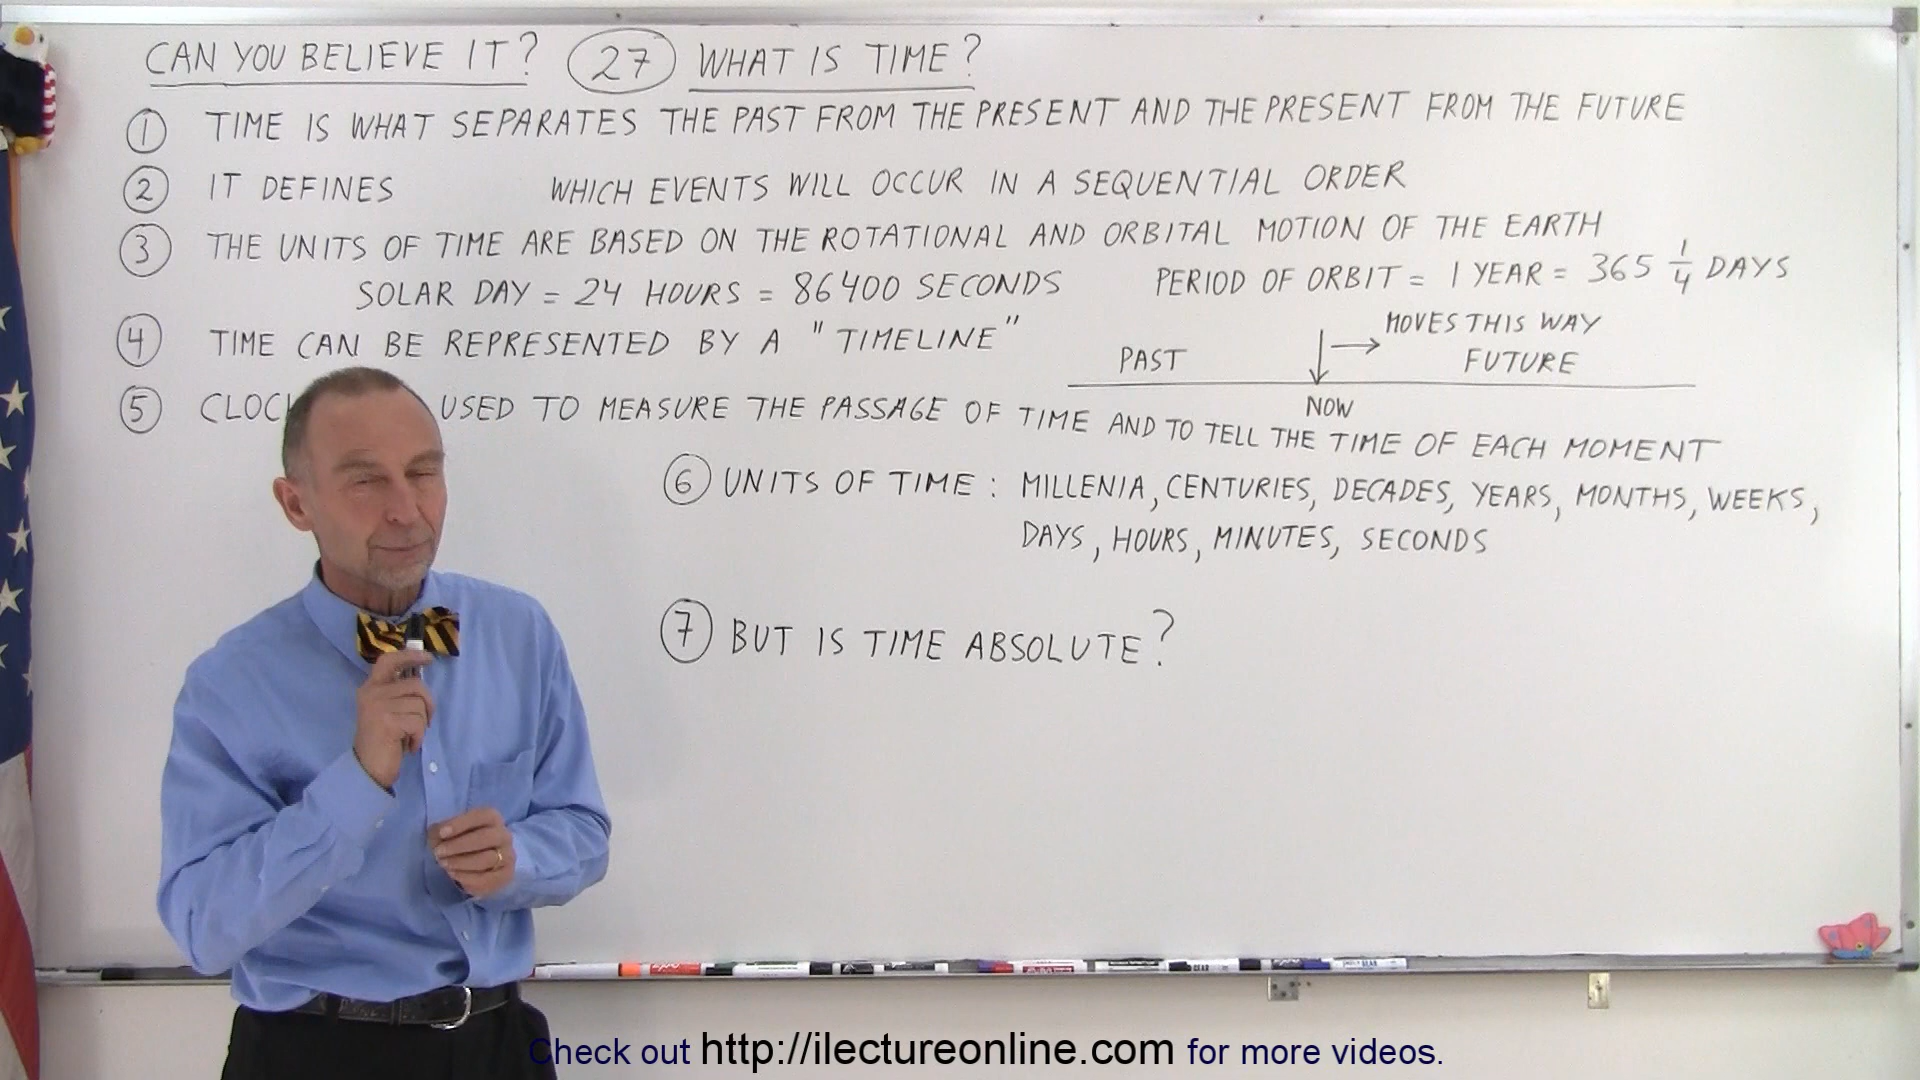 CAN YOU BELIEVE IT? 27 WHAT IS TIME?
1 TIME IS WHAT SEPARATES THE PAST FROM THE PRESENT AND THE PRESENT FROM THE FUTURE
2 IT DEFINES WHICH EVENTS WILL OCCUR IN A SEQUENTIAL ORDER
3 THE UNITS OF TIME ARE BASED ON THE ROTATIONAL AND ORBITAL MOTION OF THE EARTH
SOLAR DAY = 24 HOURS = 86400 SECONDS PERIOD OF ORBIT = 1 YEAR = 365 1/4 DAYS
4 TIME CAN BE REPRESENTED BY A "TIMELINE"
MOVES THIS WAY
PAST FUTURE
NOW
5 CLOC USED TO MEASURE THE PASSAGE OF TIME AND TO TELL THE TIME OF EACH MOMENT
6 UNITS OF TIME: MILLENIA, CENTURIES, DECADES, YEARS, MONTHS, WEEKS,
DAYS, HOURS, MINUTES, SECONDS
7 BUT IS TIME ABSOLUTE?
Check out http://ilectureonline.com for more videos.